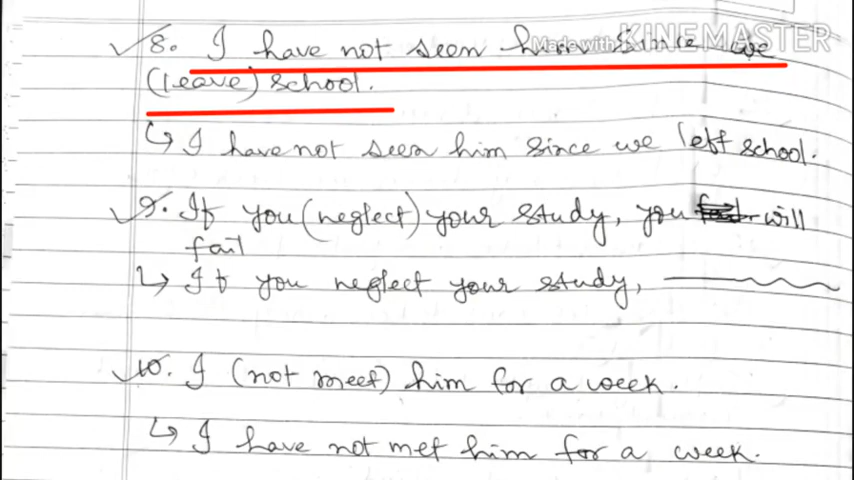 8. I have not seen him since we
Made with KINEMASTER
(leave) school.
↳ I have not seen him since we left school.
9. If you (neglect) your study, you will
fail
↳ If you neglect your study,
10. I (not meet) him for a week.
↳ I have not met him for a week.